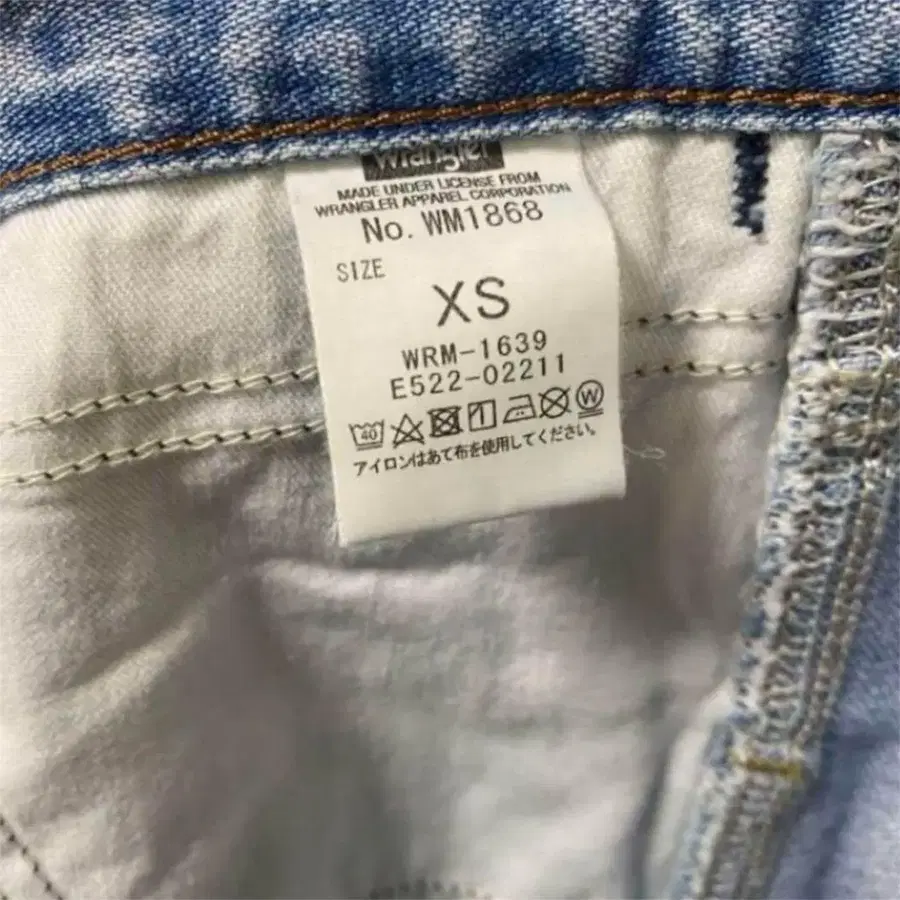 Wrangler
MADE UNDER LICENSE FROM
WRANGLER APPAREL CORPORATION
No. WM1868
SIZE
XS
WRM-1639
E522-02211
40 W
アイロンはあて布を使用してください。